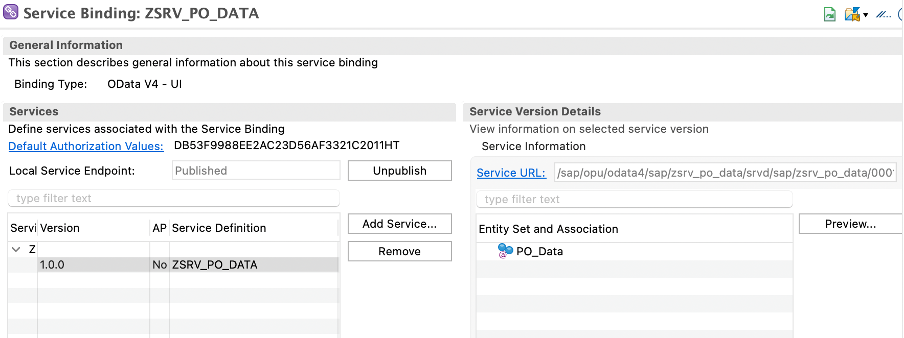 Service Binding: ZSRV_PO_DATA
General Information
This section describes general information about this service binding
Binding Type: OData V4 - UI
Services
Define services associated with the Service Binding
Default Authorization Values: DB53F9988EE2AC23D56AF3321C2011HT
Local Service Endpoint: Published Unpublish
type filter text
Servi Version AP Service Definition Add Service...
Z Remove
1.0.0 No ZSRV_PO_DATA
Service Version Details
View information on selected service version
Service Information
Service URL: /sap/opu/odata4/sap/zsrv_po_data/srvd/sap/zsrv_po_data/000
type filter text
Entity Set and Association Preview...
PO_Data